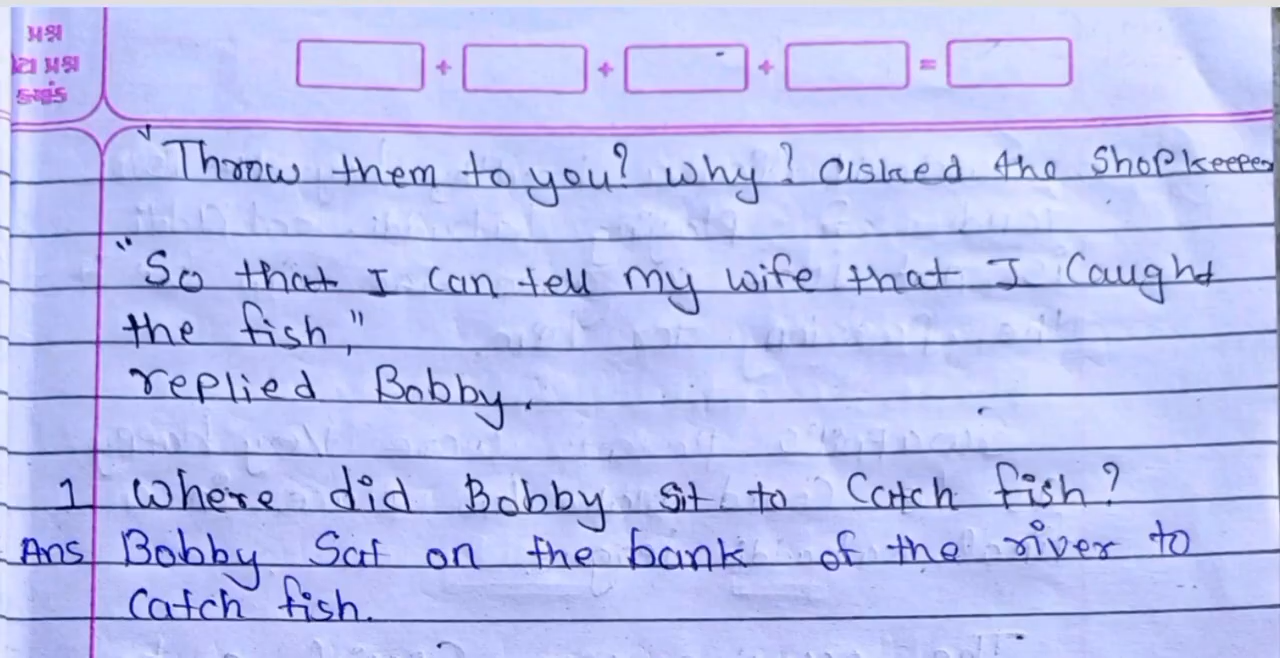 પ્રશ્ન
+ + + =
"Throw them to you? why? asked the Shopkeeper
"So that I can tell my wife that I Caught
the fish,"
replied Bobby.
1 Where did Bobby sit to Catch fish?
Ans Bobby Sat on the bank of the river to
Catch fish.